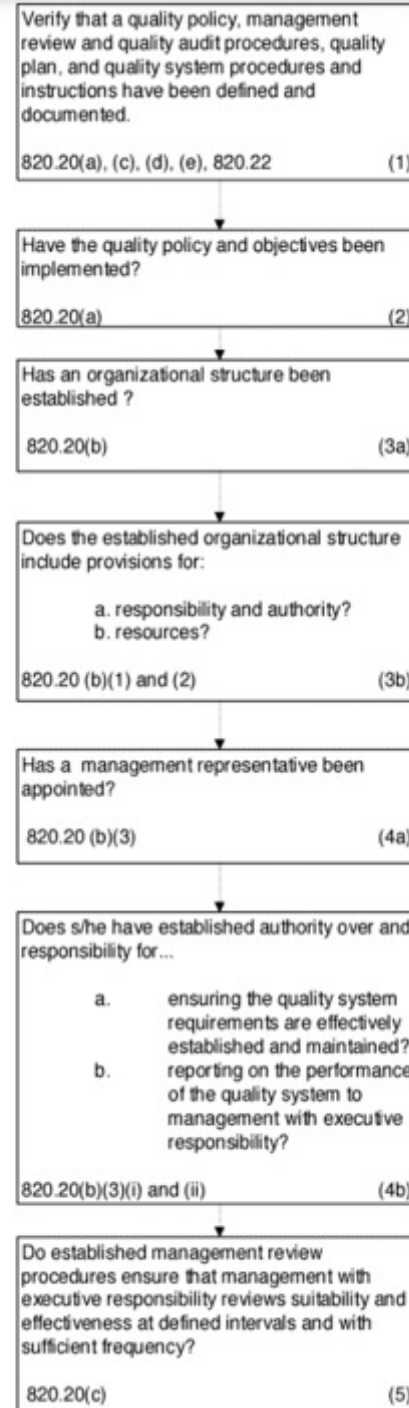 Verify that a quality policy, management
review and quality audit procedures, quality
plan, and quality system procedures and
instructions have been defined and
documented.
820.20(a), (c), (d), (e), 820.22 (1)
Have the quality policy and objectives been
implemented?
820.20(a) (2)
Has an organizational structure been
established ?
820.20(b) (3a)
Does the established organizational structure
include provisions for:
a. responsibility and authority?
b. resources?
820.20 (b)(1) and (2) (3b)
Has a management representative been
appointed?
820.20 (b)(3) (4a)
Does s/he have established authority over and
responsibility for...
a. ensuring the quality system
requirements are effectively
established and maintained?
b. reporting on the performance
of the quality system to
management with executive
responsibility?
820.20(b)(3)(i) and (ii) (4b)
Do established management review
procedures ensure that management with
executive responsibility reviews suitability and
effectiveness at defined intervals and with
sufficient frequency?
820.20(c) (5)